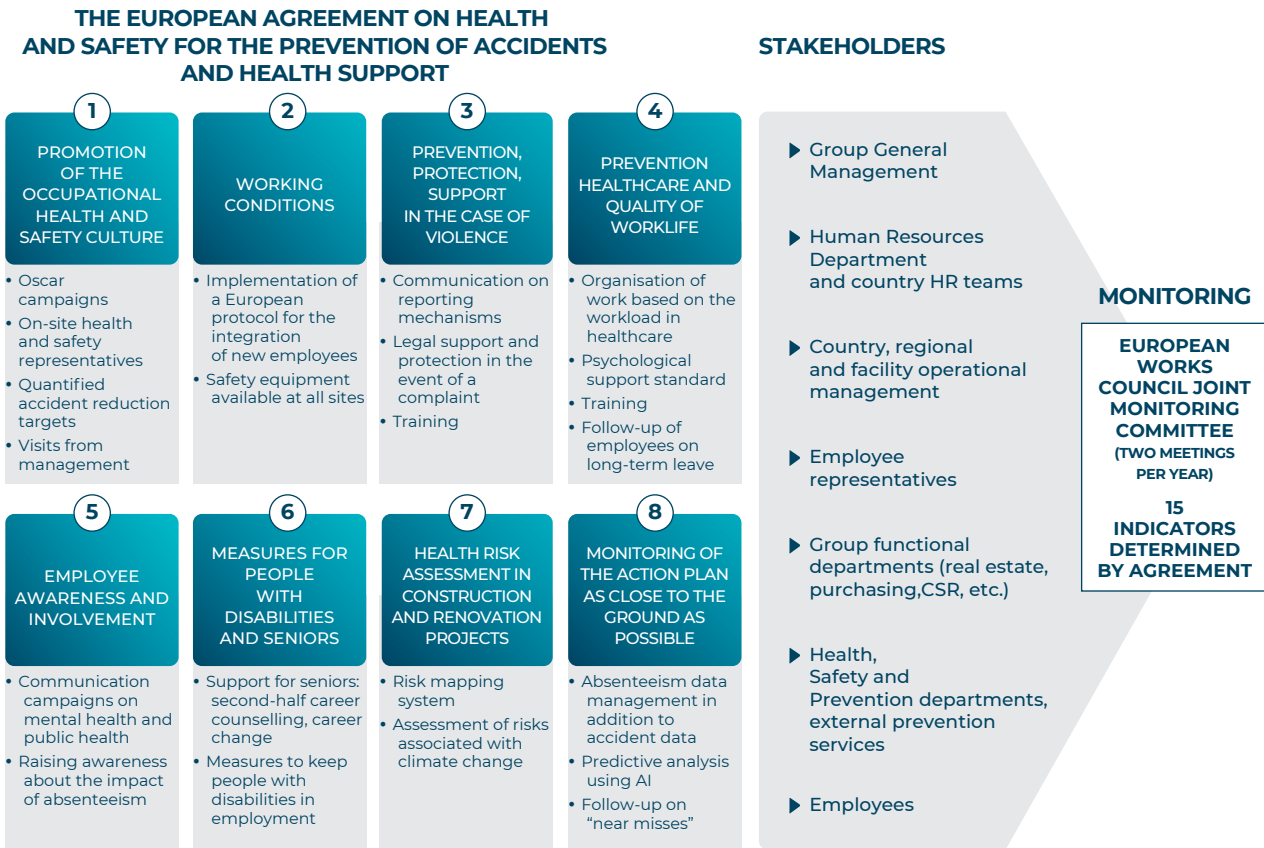 THE EUROPEAN AGREEMENT ON HEALTH
AND SAFETY FOR THE PREVENTION OF ACCIDENTS
AND HEALTH SUPPORT
1
PROMOTION
OF THE
OCCUPATIONAL
HEALTH AND
SAFETY CULTURE
• Oscar
campaigns
• On-site health
and safety
representatives
• Quantified
accident reduction
targets
• Visits from
management
2
WORKING
CONDITIONS
• Implementation of
a European
protocol for the
integration
of new employees
• Safety equipment
available at all sites
3
PREVENTION,
PROTECTION,
SUPPORT
IN THE CASE OF
VIOLENCE
• Communication on
reporting
mechanisms
• Legal support and
protection in the
event of a
complaint
• Training
4
PREVENTION
HEALTHCARE AND
QUALITY OF
WORKLIFE
• Organisation of
work based on the
workload in
healthcare
• Psychological
support standard
• Training
• Follow-up of
employees on
long-term leave
5
EMPLOYEE
AWARENESS AND
INVOLVEMENT
• Communication
campaigns on
mental health and
public health
• Raising awareness
about the impact
of absenteeism
6
MEASURES FOR
PEOPLE
WITH
DISABILITIES
AND SENIORS
• Support for seniors:
second-half career
counselling, career
change
• Measures to keep
people with
disabilities in
employment
7
HEALTH RISK
ASSESSMENT IN
CONSTRUCTION
AND RENOVATION
PROJECTS
• Risk mapping
system
• Assessment of risks
associated with
climate change
8
MONITORING OF
THE ACTION PLAN
AS CLOSE TO THE
GROUND AS
POSSIBLE
• Absenteeism data
management in
addition to
accident data
• Predictive analysis
using AI
• Follow-up on
“near misses”
STAKEHOLDERS
Group General
Management
Human Resources
Department
and country HR teams
Country, regional
and facility operational
management
Employee
representatives
Group functional
departments (real estate,
purchasing,CSR, etc.)
Health,
Safety and
Prevention departments,
external prevention
services
Employees
MONITORING
EUROPEAN
WORKS
COUNCIL JOINT
MONITORING
COMMITTEE
(TWO MEETINGS
PER YEAR)
15
INDICATORS
DETERMINED
BY AGREEMENT